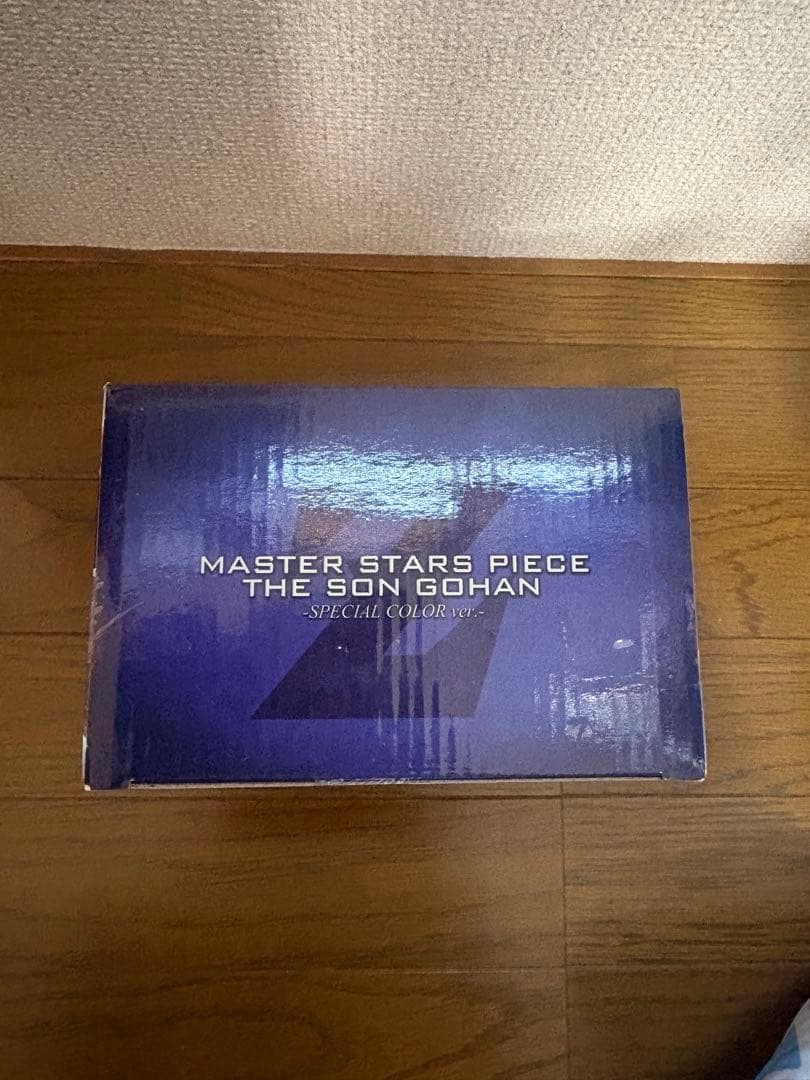 MASTER STARS PIECE
THE SON GOHAN
-SPECIAL COLOR ver.-